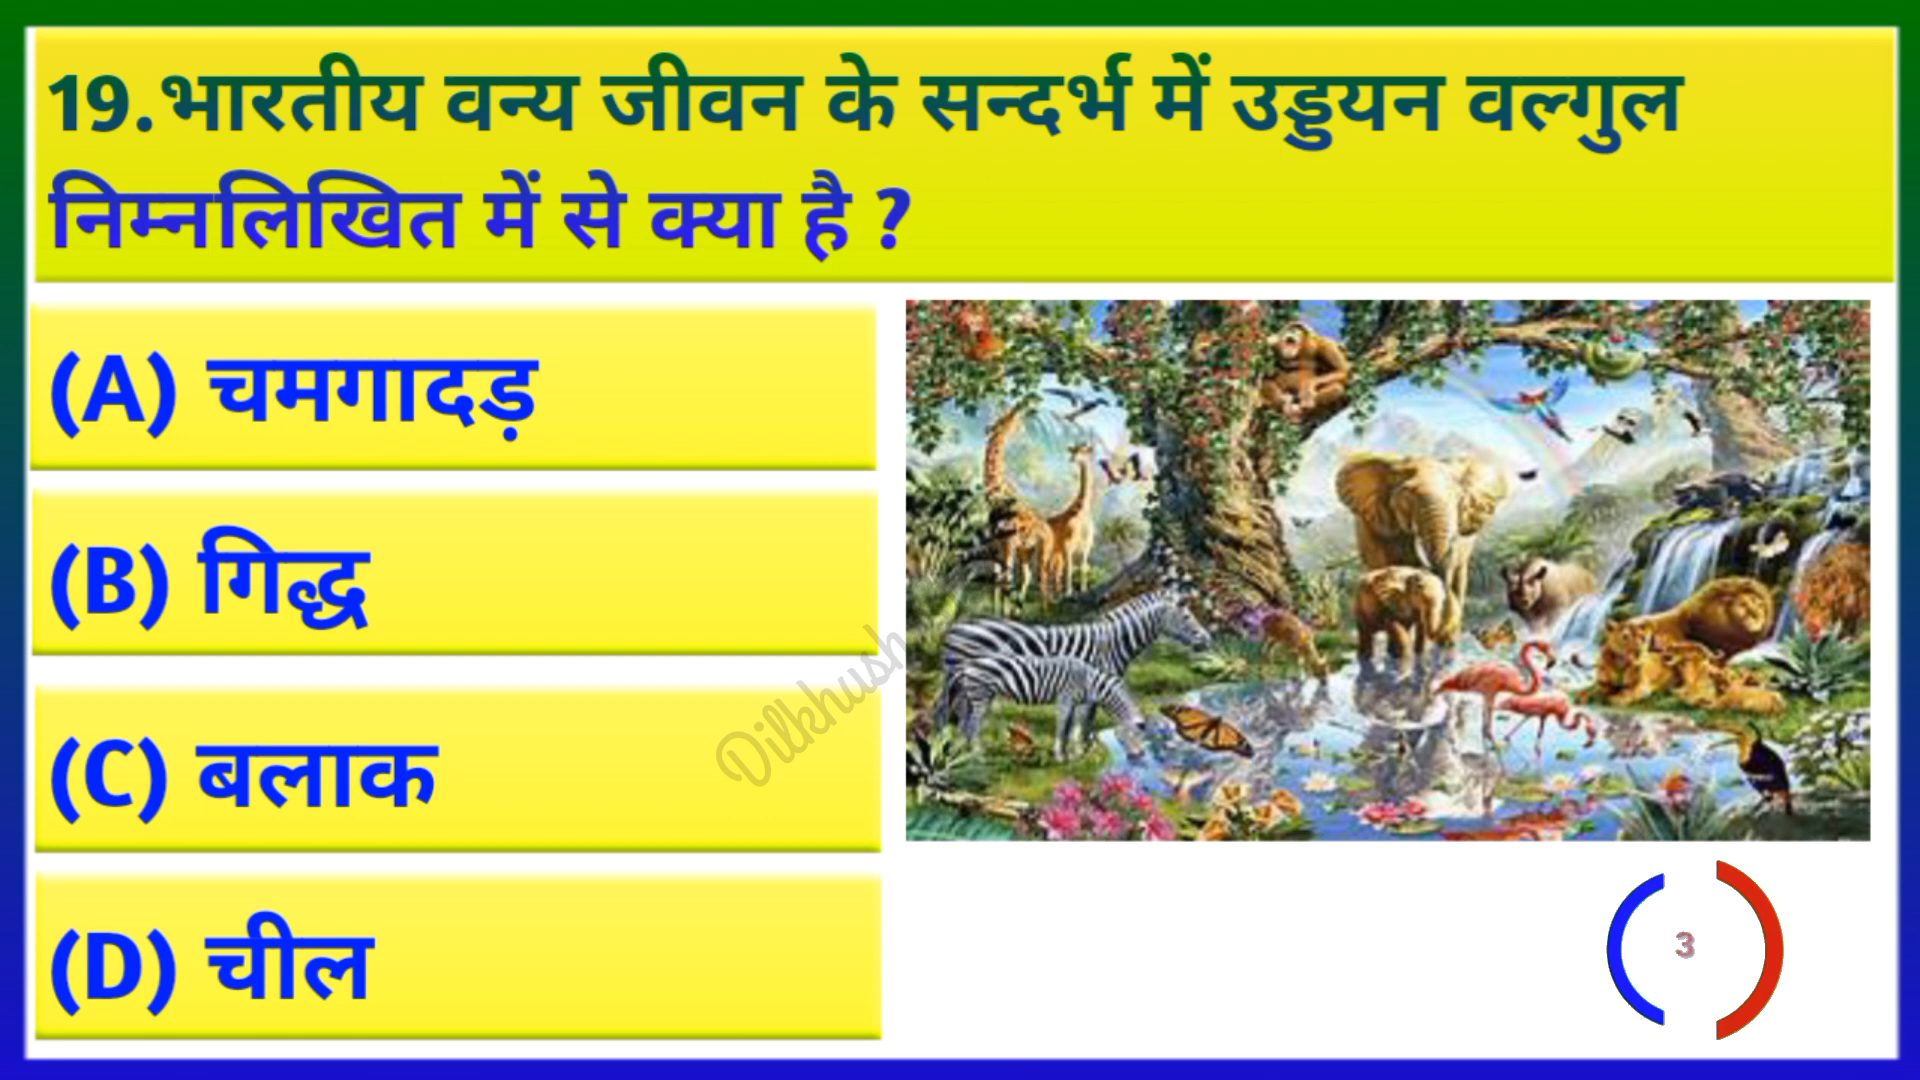 19.भारतीय वन्य जीवन के सन्दर्भ में उड्डयन वल्गुल
निम्नलिखित में से क्या है ?
(A) चमगादड़
(B) गिद्ध
(C) बलाक
(D) चील
Dilkhush
3